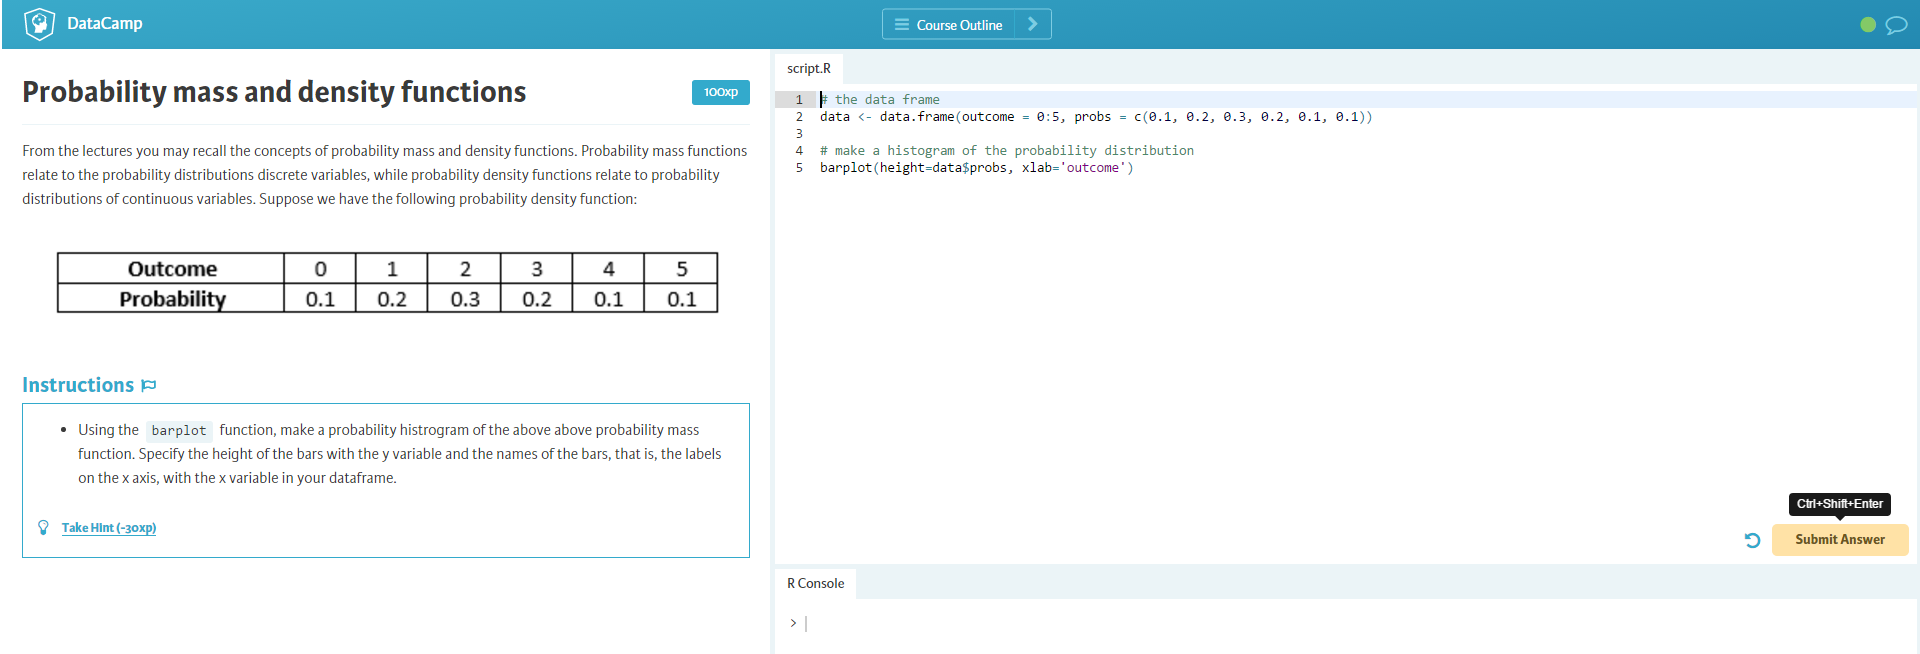 DataCamp
Course Outline
Probability mass and density functions
100xp
From the lectures you may recall the concepts of probability mass and density functions. Probability mass functions
relate to the probability distributions discrete variables, while probability density functions relate to probability
distributions of continuous variables. Suppose we have the following probability density function:
Outcome 0 1 2 3 4 5
Probability 0.1 0.2 0.3 0.2 0.1 0.1
Instructions
• Using the barplot function, make a probability histrogram of the above above probability mass
function. Specify the height of the bars with the y variable and the names of the bars, that is, the labels
on the x axis, with the x variable in your dataframe.
Take Hint (-30xp)
script.R
1 # the data frame
2 data <- data.frame(outcome = 0:5, probs = c(0.1, 0.2, 0.3, 0.2, 0.1, 0.1))
3
4 # make a histogram of the probability distribution
5 barplot(height=data$probs, xlab='outcome')
Ctrl+Shift+Enter
Submit Answer
R Console
>